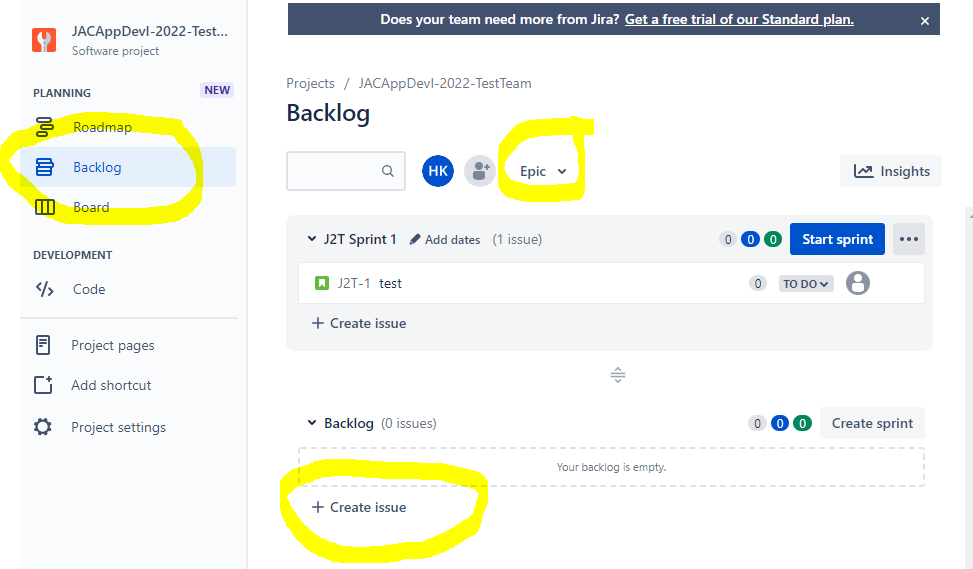 JACAppDevI-2022-Test...
Software project
PLANNING NEW
Roadmap
Backlog
Board
DEVELOPMENT
Code
Project pages
Add shortcut
Project settings
Does your team need more from Jira? Get a free trial of our Standard plan. ×
Projects / JACAppDevI-2022-TestTeam
Backlog
HK Epic Insights
J2T Sprint 1 Add dates (1 issue) 0 0 0 Start sprint
J2T-1 test 0 TO DO
+ Create issue
Backlog (0 issues) 0 0 0 Create sprint
Your backlog is empty.
+ Create issue